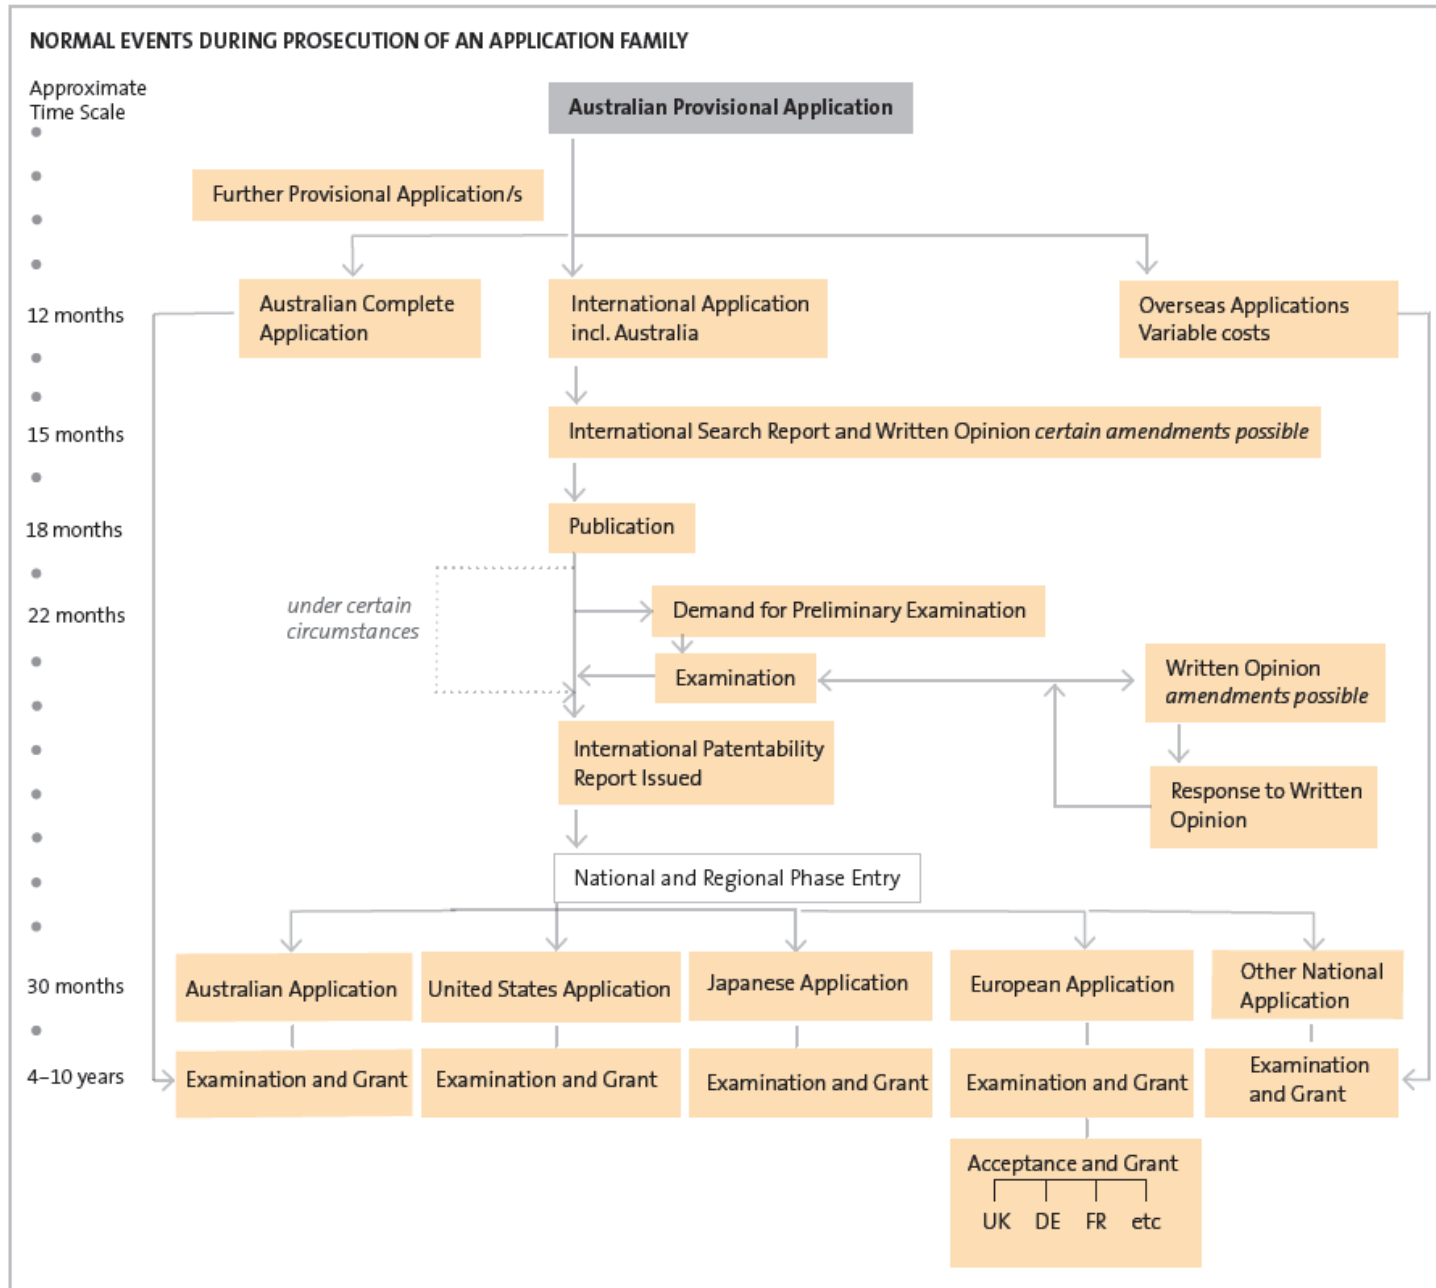 NORMAL EVENTS DURING PROSECUTION OF AN APPLICATION FAMILY
Approximate
Time Scale
Australian Provisional Application
Further Provisional Application/s
12 months
Australian Complete
Application
International Application
incl. Australia
Overseas Applications
Variable costs
15 months
International Search Report and Written Opinion certain amendments possible
18 months
Publication
under certain
circumstances
22 months
Demand for Preliminary Examination
Examination
Written Opinion
amendments possible
International Patentability
Report Issued
Response to Written
Opinion
National and Regional Phase Entry
30 months
Australian Application
United States Application
Japanese Application
European Application
Other National
Application
4–10 years
Examination and Grant
Examination and Grant
Examination and Grant
Examination and Grant
Examination
and Grant
Acceptance and Grant
UK DE FR etc